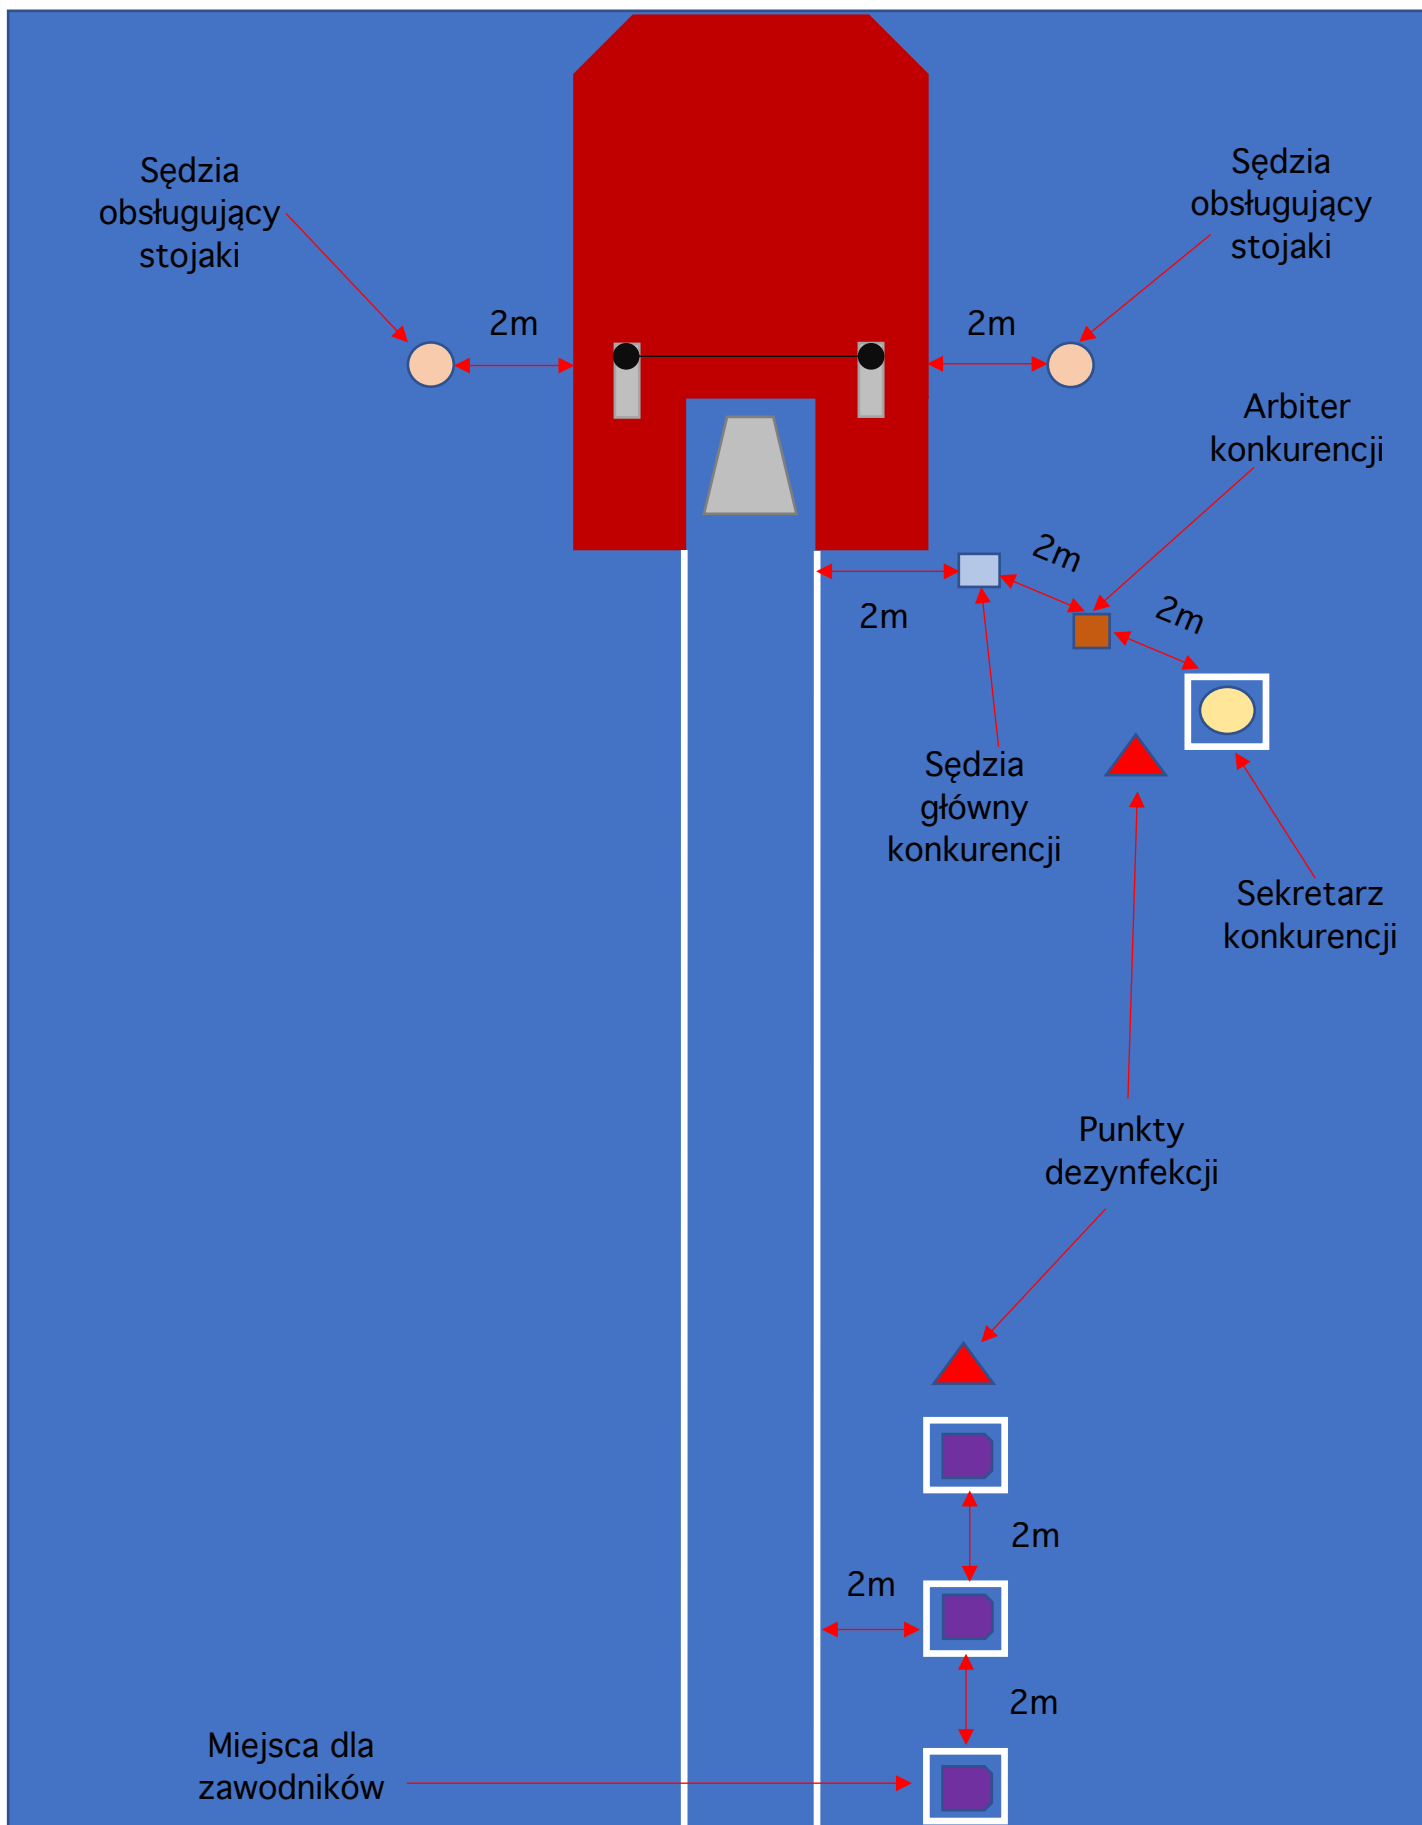 Sędzia
obsługujący
stojaki
Sędzia
obsługujący
stojaki
2m
2m
Arbiter
konkurencji
2m
2m
2m
Sędzia
główny
konkurencji
Sekretarz
konkurencji
Punkty
dezynfekcji
2m
2m
2m
Miejsca dla
zawodników